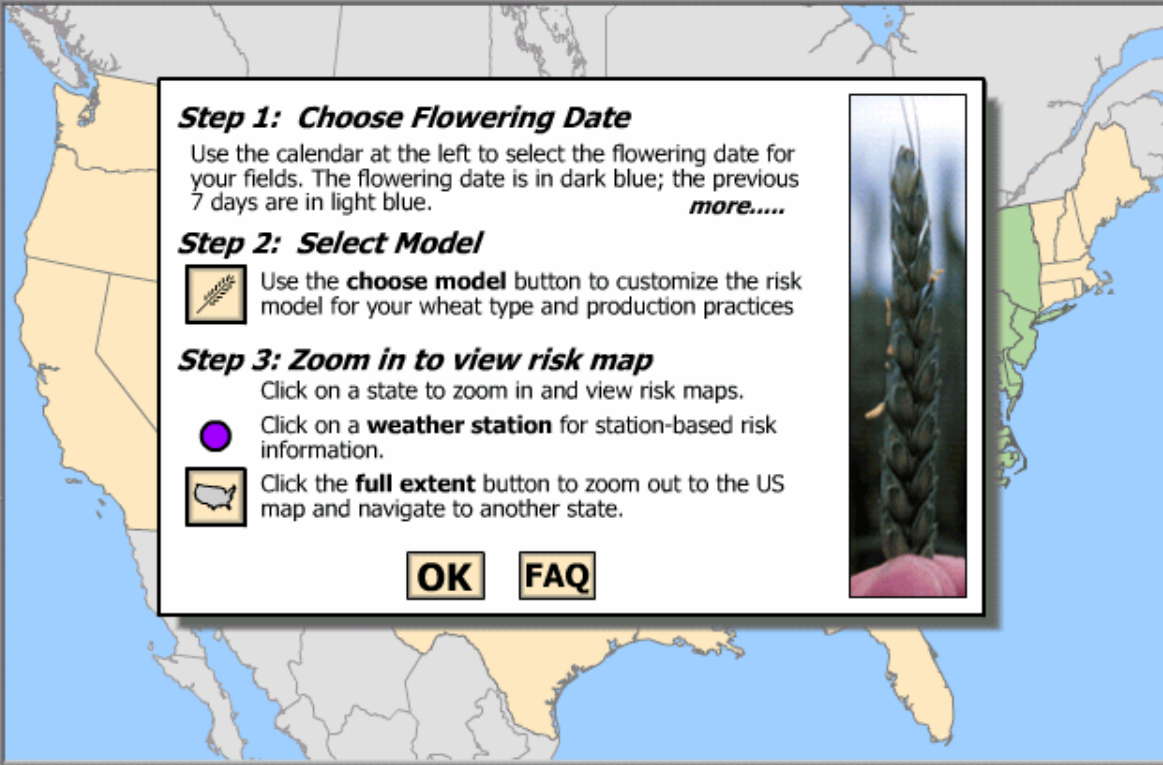 Step 1: Choose Flowering Date
Use the calendar at the left to select the flowering date for
your fields. The flowering date is in dark blue; the previous
7 days are in light blue.
more.....
Step 2: Select Model
Use the choose model button to customize the risk
model for your wheat type and production practices
Step 3: Zoom in to view risk map
Click on a state to zoom in and view risk maps.
Click on a weather station for station-based risk
information.
Click the full extent button to zoom out to the US
map and navigate to another state.
OK
FAQ